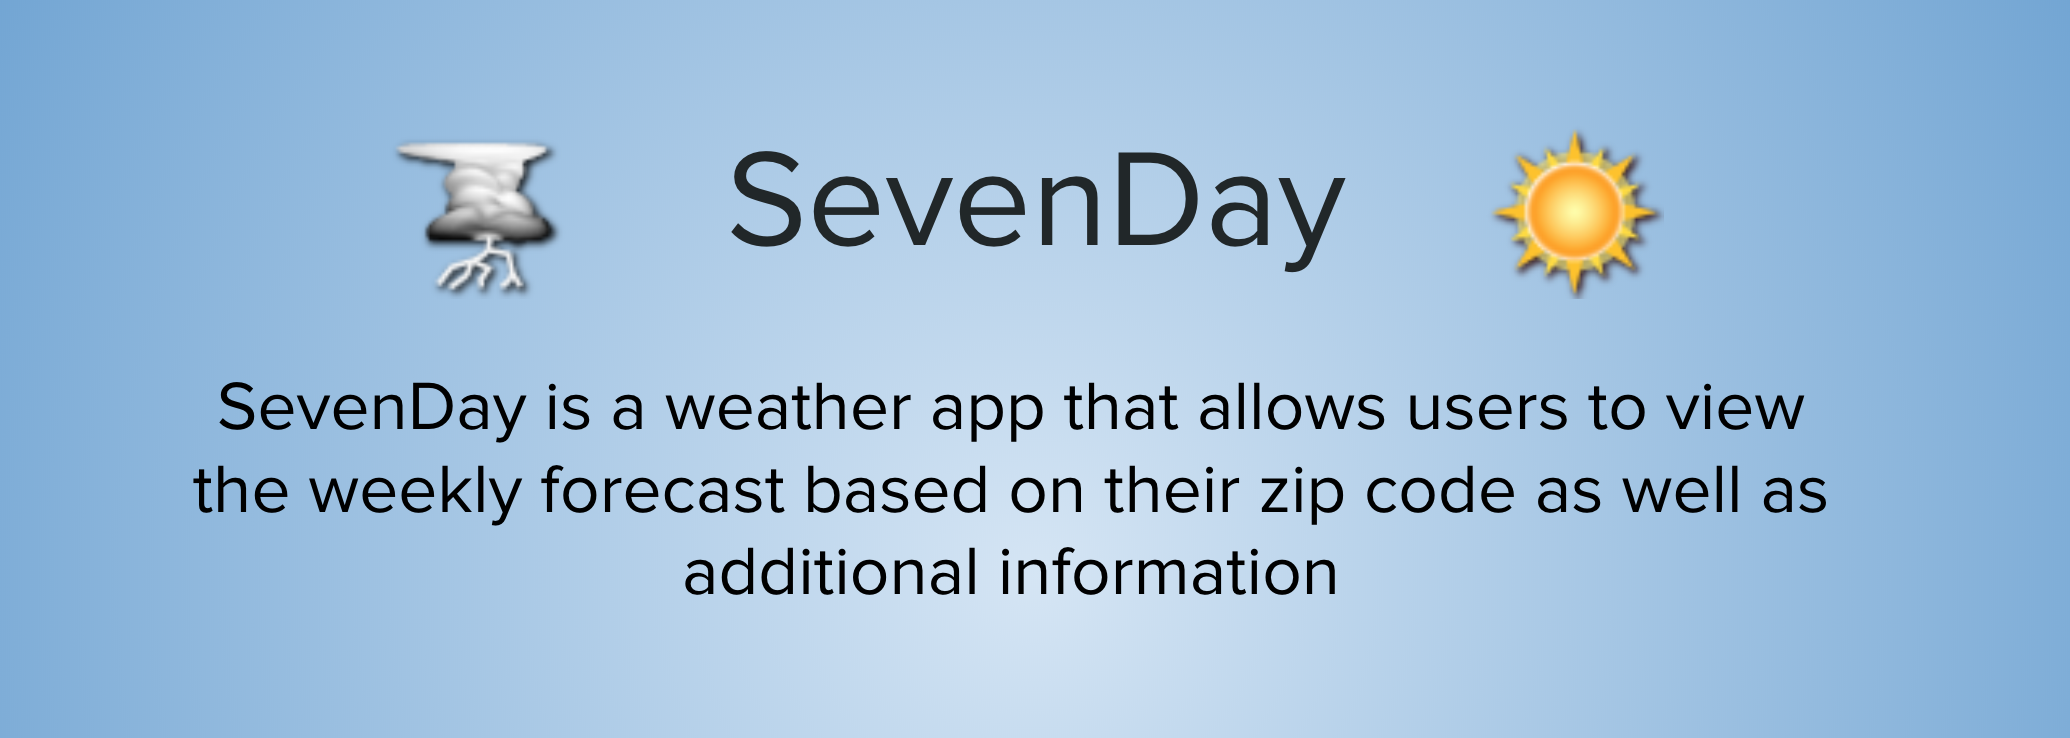 SevenDay
SevenDay is a weather app that allows users to view
the weekly forecast based on their zip code as well as
additional information